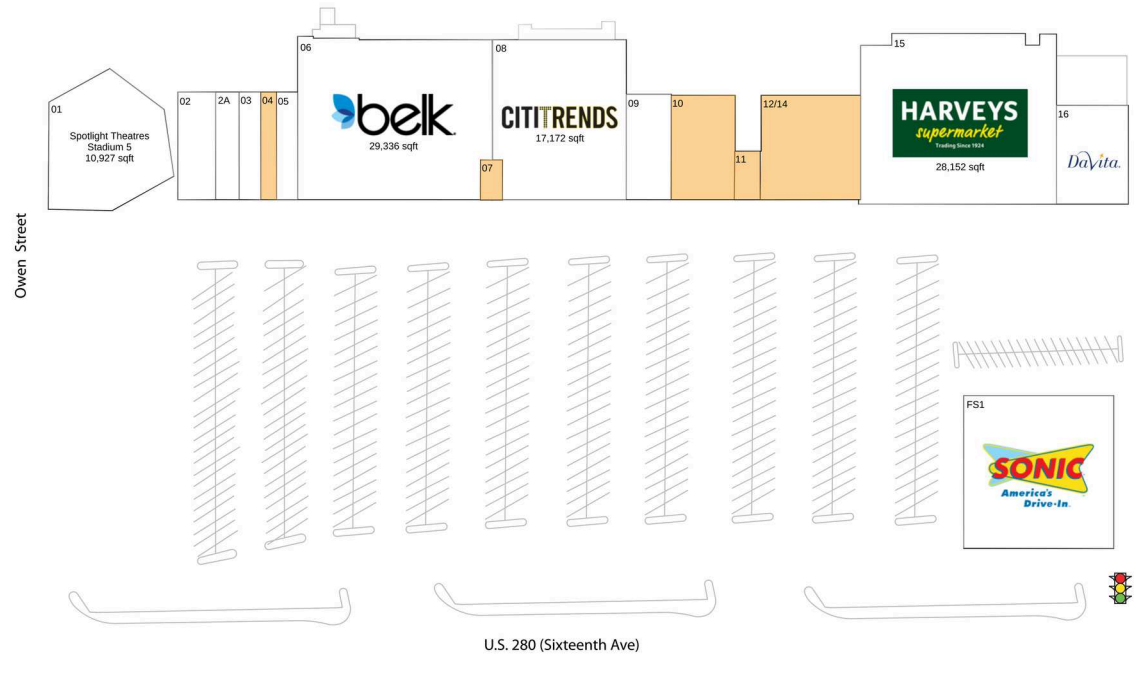 01
Spotlight Theatres
Stadium 5
10,927 sqft
02
2A
03
04
05
06
belk
29,336 sqft
07
08
CITITRENDS
17,172 sqft
09
10
11
12/14
15
HARVEYS
supermarket
Trading Since 1924
28,152 sqft
16
DaVita.
Owen Street
FS1
SONIC
America's
Drive-In.
U.S. 280 (Sixteenth Ave)